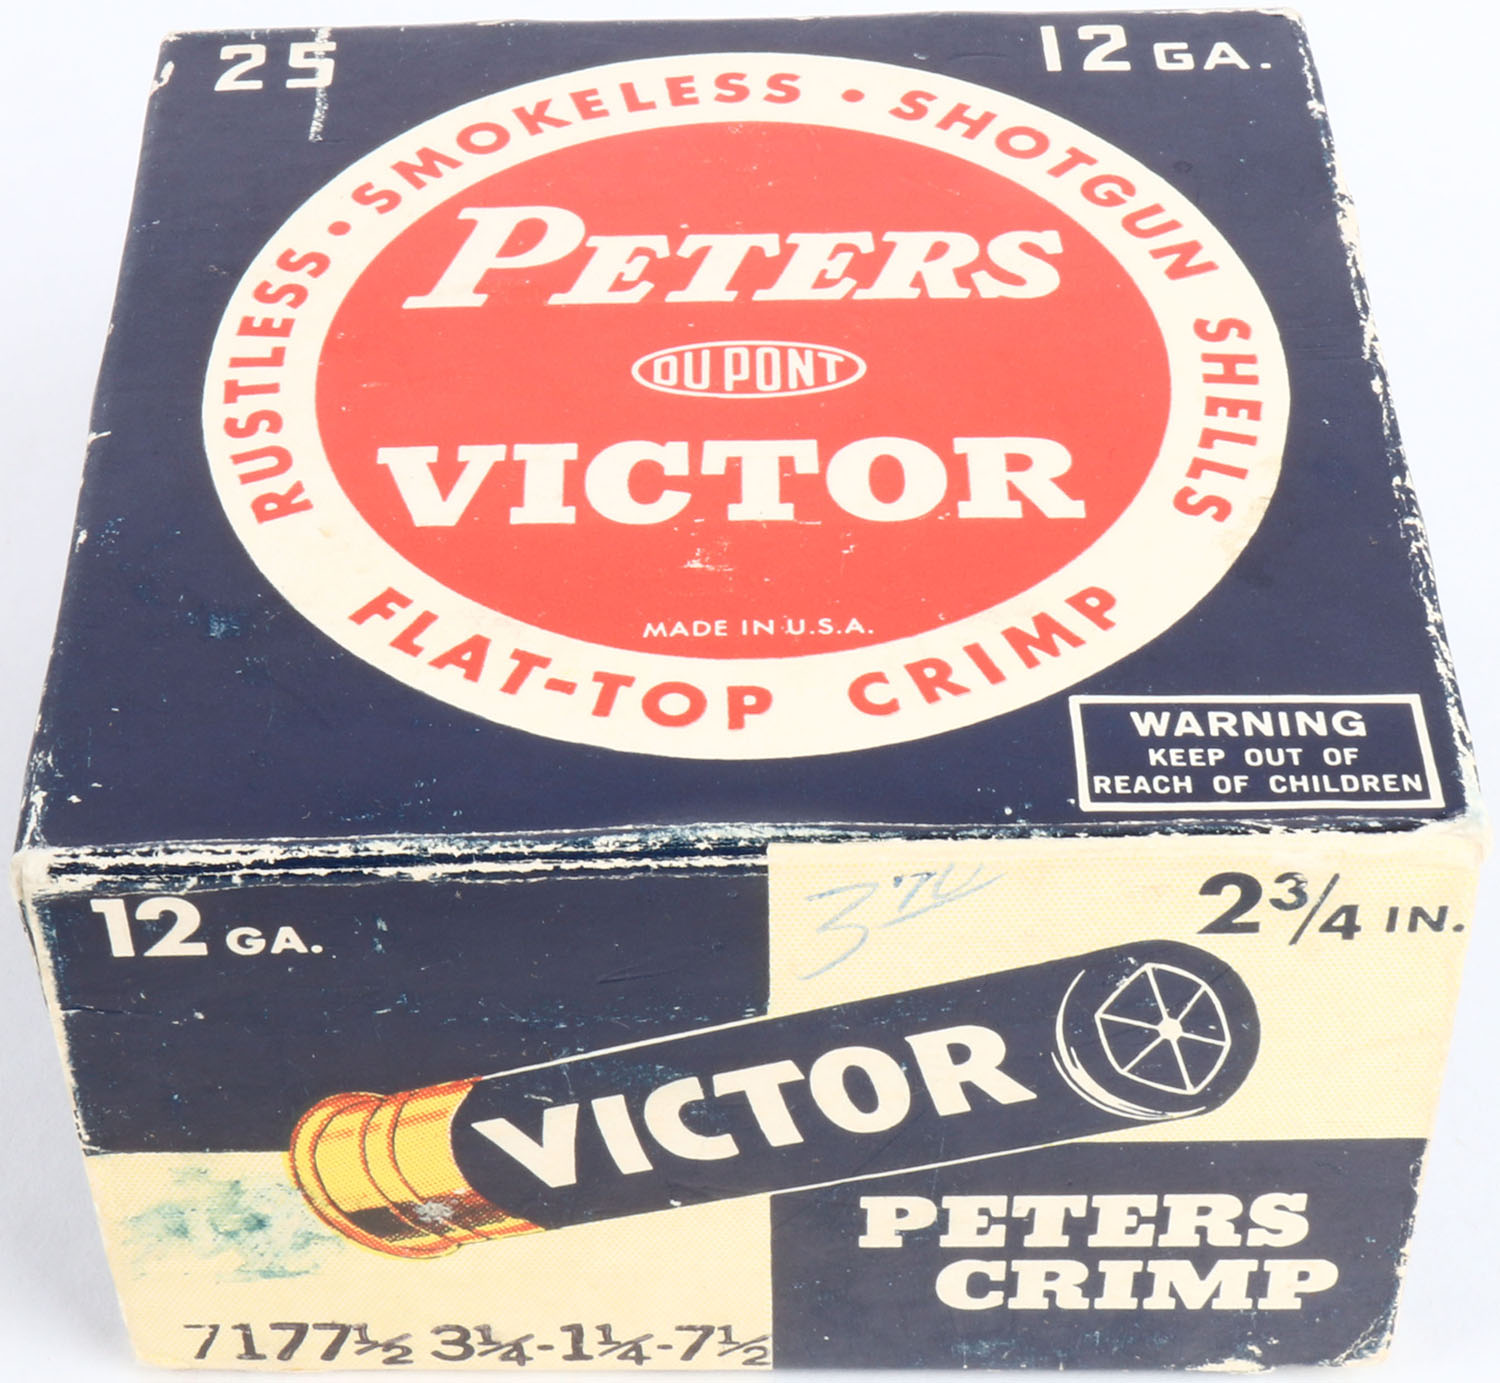 25
12 GA.
RUSTLESS • SMOKELESS • SHOTGUN SHELLS
PETERS
DU PONT
VICTOR
MADE IN U.S.A.
FLAT-TOP CRIMP
WARNING
KEEP OUT OF
REACH OF CHILDREN
12 GA.
2 3/4 IN.
VICTOR
PETERS
CRIMP
7177½ 3¼-1¼-7½